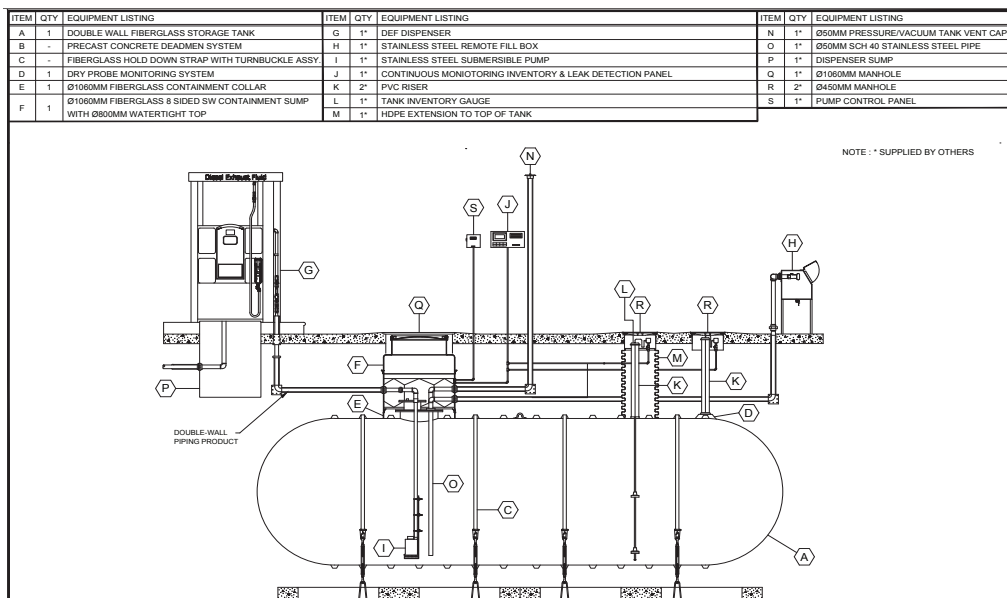 ITEM QTY EQUIPMENT LISTING
A 1 DOUBLE WALL FIBERGLASS STORAGE TANK
B - PRECAST CONCRETE DEADMEN SYSTEM
C - FIBERGLASS HOLD DOWN STRAP WITH TURNBUCKLE ASSY.
D 1 DRY PROBE MONITORING SYSTEM
E 1 Ø1060MM FIBERGLASS CONTAINMENT COLLAR
F 1 Ø1060MM FIBERGLASS 8 SIDED SW CONTAINMENT SUMP
WITH Ø800MM WATERTIGHT TOP
ITEM QTY EQUIPMENT LISTING
G 1* DEF DISPENSER
H 1* STAINLESS STEEL REMOTE FILL BOX
I 1* STAINLESS STEEL SUBMERSIBLE PUMP
J 1* CONTINUOUS MONIOTORING INVENTORY & LEAK DETECTION PANEL
K 2* PVC RISER
L 1* TANK INVENTORY GAUGE
M 1* HDPE EXTENSION TO TOP OF TANK
ITEM QTY EQUIPMENT LISTING
N 1* Ø50MM PRESSURE/VACUUM TANK VENT CAP
O 1* Ø50MM SCH 40 STAINLESS STEEL PIPE
P 1* DISPENSER SUMP
Q 1* Ø1060MM MANHOLE
R 2* Ø450MM MANHOLE
S 1* PUMP CONTROL PANEL
NOTE : * SUPPLIED BY OTHERS
N
Diesel Exhaust Fluid
S
J
H
G
L
R
R
Q
F
M
P
K
K
E
D
DOUBLE-WALL
PIPING PRODUCT
O
C
I
A